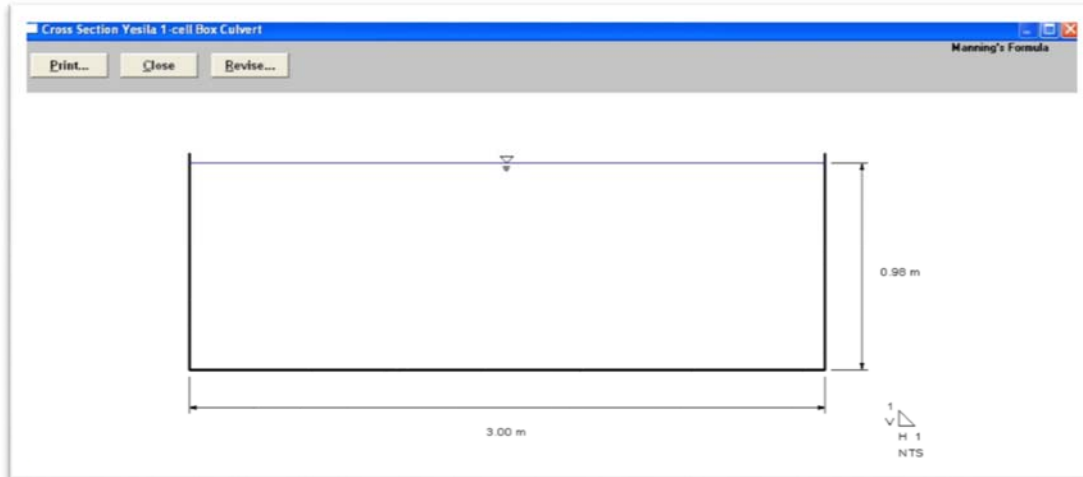 Cross Section Yesila 1-cell Box Culvert
Manning's Formula
Print... Close Revise...
0.98 m
3.00 m
1
V
H 1
NTS